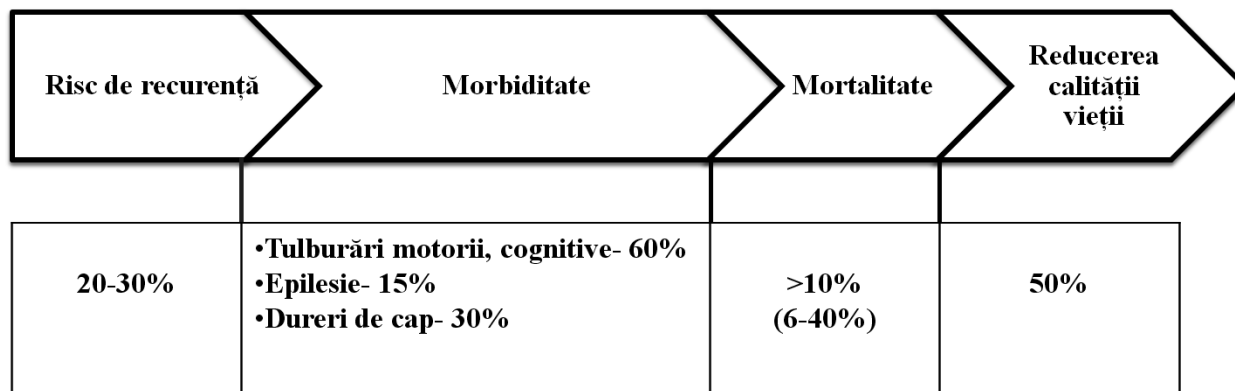 Risc de recurență
Morbiditate
Mortalitate
Reducerea
calității
vieții
20-30%
•Tulburări motorii, cognitive- 60%
•Epilesie- 15%
•Dureri de cap- 30%
>10%
(6-40%)
50%